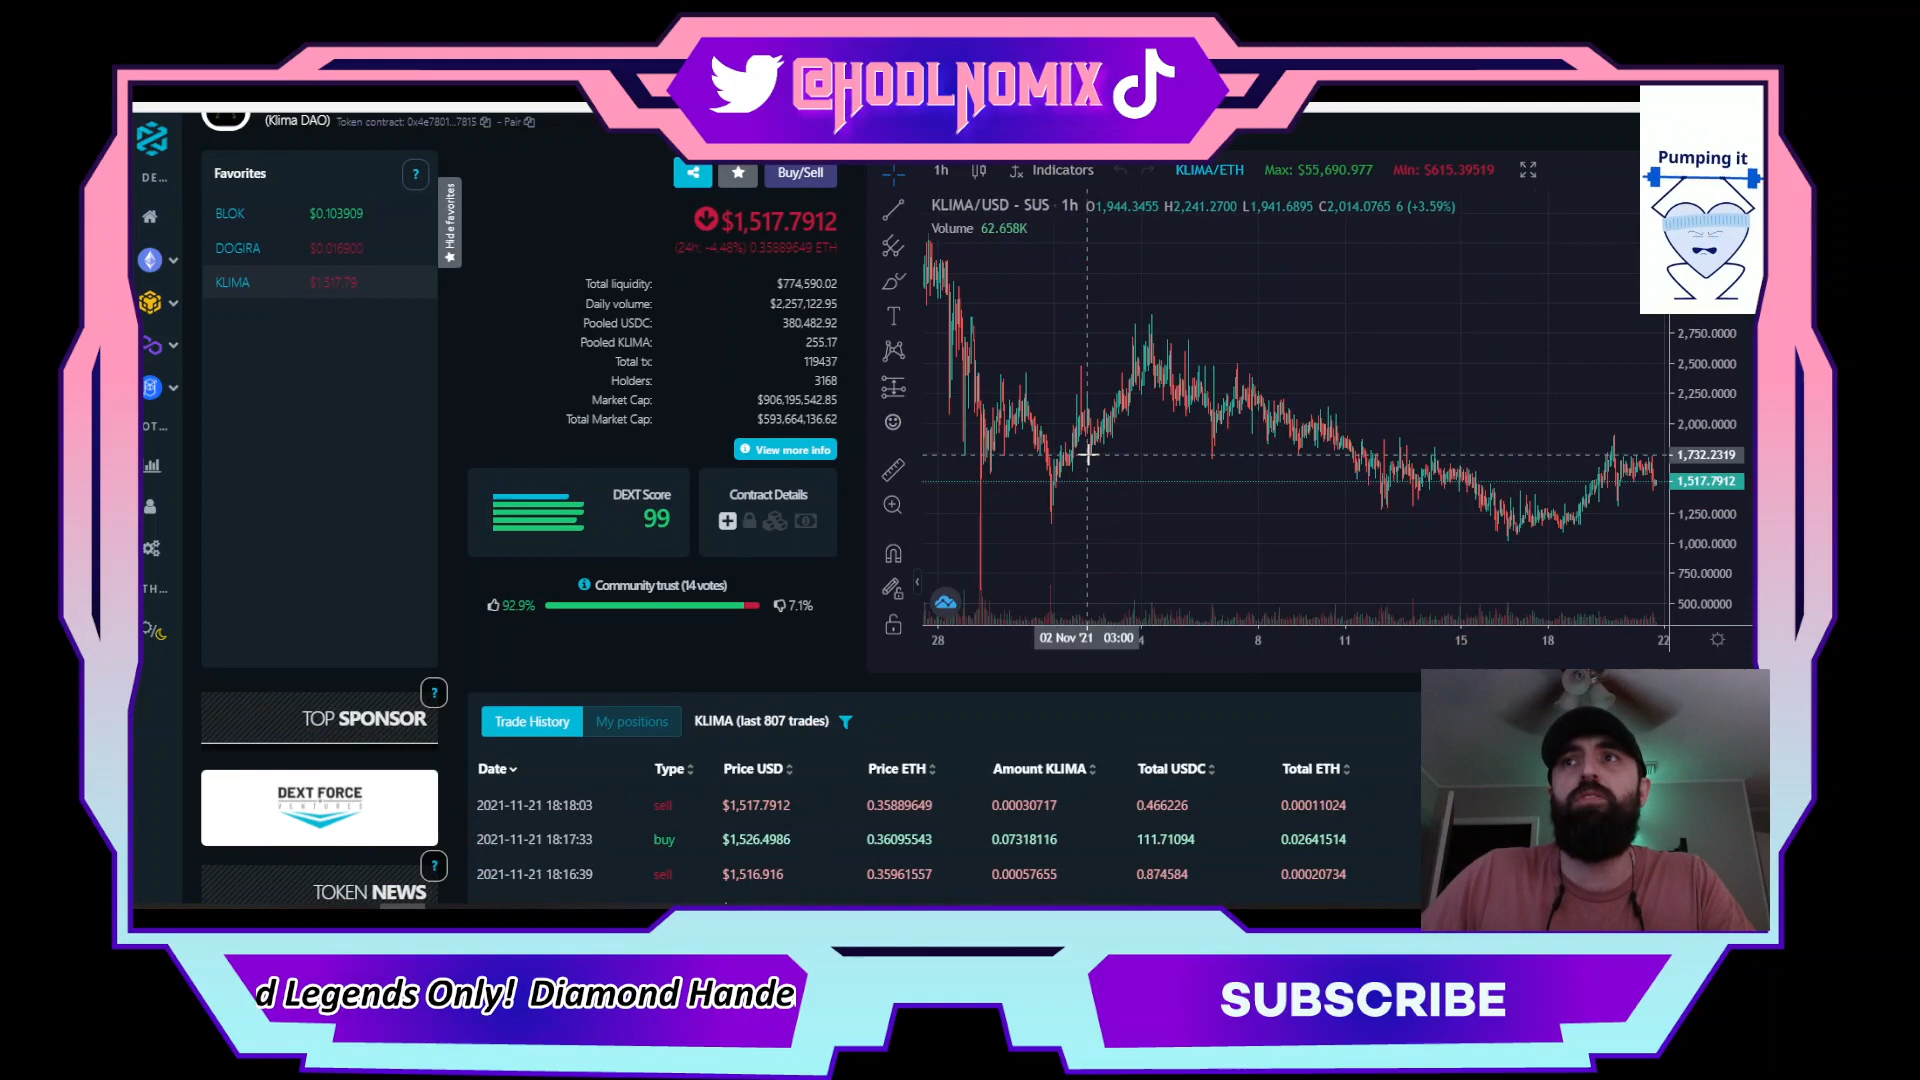 @HODLNOMIX
(Klima DAO) Token contract: 0x4e7801...7815 - Pair
Pumping it
DE...
OT...
TH...
Favorites
?
BLOK $0.103909
DOGIRA $0.016900
KLIMA $1,517.79
Hide favorites
Buy/Sell
$1,517.7912
(24h: -4.48%) 0.35889649 ETH
Total liquidity: $774,590.02
Daily volume: $2,257,122.95
Pooled USDC: 380,482.92
Pooled KLIMA: 255.17
Total tx: 119437
Holders: 3168
Market Cap: $906,195,542.85
Total Market Cap: $593,664,136.62
View more info
DEXT Score
99
Contract Details
Community trust (14 votes)
92.9% 7.1%
1h Indicators KLIMA/ETH Max: $55,690.977 Min: $615.39519
KLIMA/USD - SUS 1h O1,944.3455 H2,241.2700 L1,941.6895 C2,014.0765 6 (+3.59%)
Volume 62.658K
2,750.0000
2,500.0000
2,250.0000
2,000.0000
1,732.2319
1,517.7912
1,250.0000
1,000.0000
750.00000
500.00000
28 02 Nov '21 03:00 4 8 11 15 18 22
TOP SPONSOR
?
DEXT FORCE
VENTURES
?
TOKEN NEWS
Trade History My positions KLIMA (last 807 trades)
Date Type Price USD Price ETH Amount KLIMA Total USDC Total ETH
2021-11-21 18:18:03 sell $1,517.7912 0.35889649 0.00030717 0.466226 0.00011024
2021-11-21 18:17:33 buy $1,526.4986 0.36095543 0.07318116 111.71094 0.02641514
2021-11-21 18:16:39 sell $1,516.916 0.35961557 0.00057655 0.874584 0.00020734
d Legends Only! Diamond Hande
SUBSCRIBE